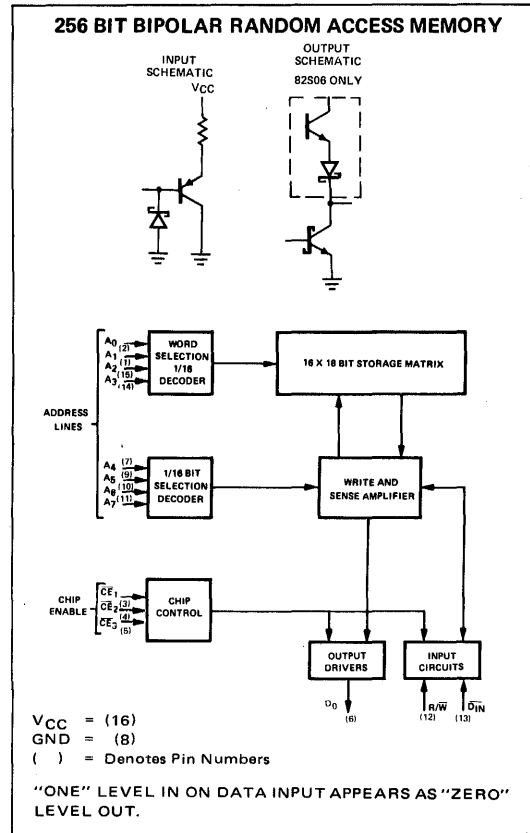 256 BIT BIPOLAR RANDOM ACCESS MEMORY
INPUT
SCHEMATIC
VCC
OUTPUT
SCHEMATIC
82S06 ONLY
ADDRESS
LINES
A0 (2)
A1 (1)
A2 (15)
A3 (14)
WORD
SELECTION
1/16
DECODER
16 X 16 BIT STORAGE MATRIX
A4 (7)
A5 (9)
A6 (10)
A7 (11)
1/16 BIT
SELECTION
DECODER
WRITE AND
SENSE AMPLIFIER
CHIP
ENABLE
C̅E̅1 (3)
C̅E̅2 (4)
C̅E̅3 (5)
CHIP
CONTROL
OUTPUT
DRIVERS
INPUT
CIRCUITS
D0
(6)
R/W̅
(12)
D̅I̅N̅
(13)
VCC = (16)
GND = (8)
( ) = Denotes Pin Numbers
"ONE" LEVEL IN ON DATA INPUT APPEARS AS "ZERO"
LEVEL OUT.